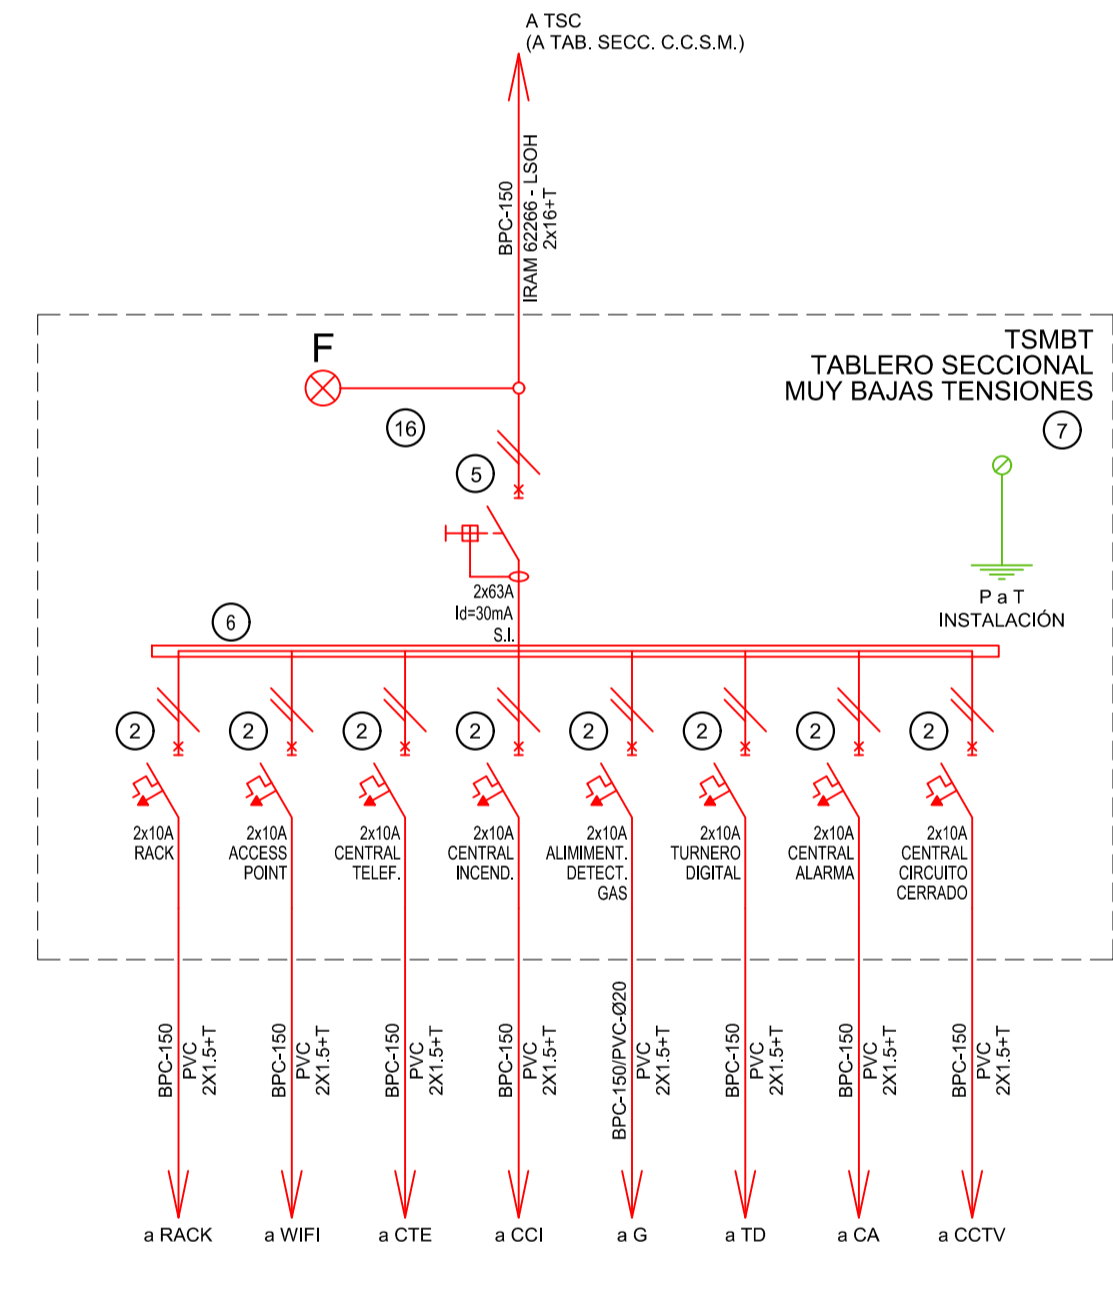 A TSC
(A TAB. SECC. C.C.S.M.)
BPC-150
IRAM 62266 - LSOH
2x16+T
TSMBT
TABLERO SECCIONAL
MUY BAJAS TENSIONES
7
F
16
5
2x63A
Id=30mA
S.I.
P a T
INSTALACIÓN
6
2
2
2
2
2
2
2
2
2x10A
RACK
2x10A
ACCESS
POINT
2x10A
CENTRAL
TELEF.
2x10A
CENTRAL
INCEND.
2x10A
ALIMIMENT.
DETECT.
GAS
2x10A
TURNERO
DIGITAL
2x10A
CENTRAL
ALARMA
2x10A
CENTRAL
CIRCUITO
CERRADO
BPC-150
PVC
2X1.5+T
BPC-150
PVC
2X1.5+T
BPC-150
PVC
2X1.5+T
BPC-150
PVC
2X1.5+T
BPC-150/PVC-Ø20
PVC
2X1.5+T
BPC-150
PVC
2X1.5+T
BPC-150
PVC
2X1.5+T
BPC-150
PVC
2X1.5+T
a RACK
a WIFI
a CTE
a CCI
a G
a TD
a CA
a CCTV